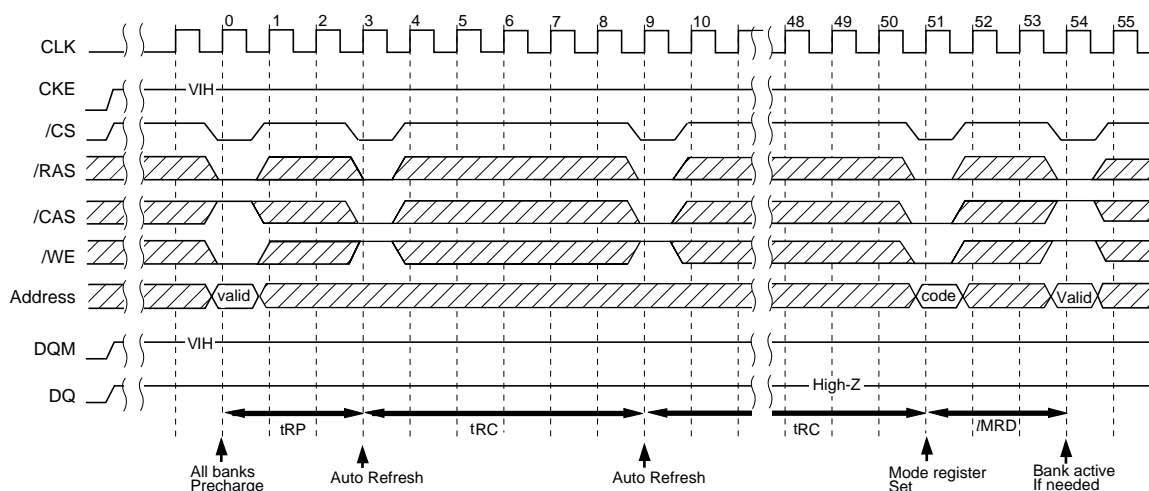 0 1 2 3 4 5 6 7 8 9 10 48 49 50 51 52 53 54 55
CLK
CKE VIH
/CS
/RAS
/CAS
/WE
Address valid code Valid
DQM VIH
DQ High-Z
tRP tRC tRC lMRD
All banks
Precharge
Auto Refresh
Auto Refresh
Mode register
Set
Bank active
If needed